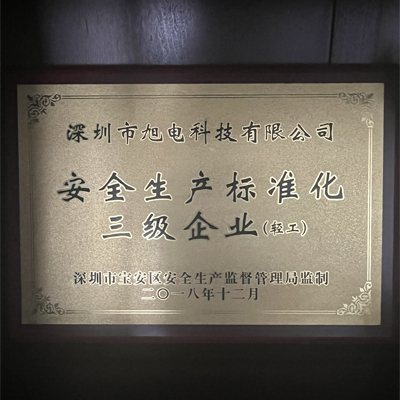 深圳市旭电科技有限公司
安全生产标准化
三级企业(轻工)
深圳市宝安区安全生产监督管理局监制
二〇一八年十二月